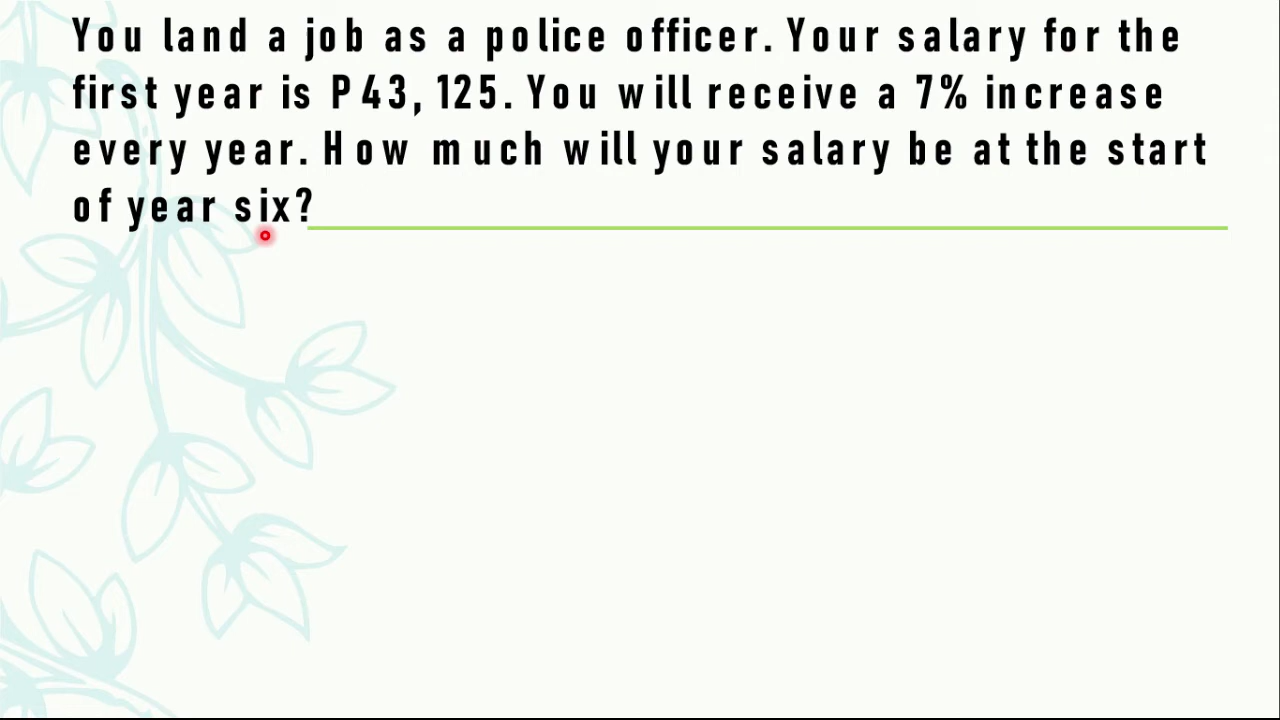 You land a job as a police officer. Your salary for the
first year is P43, 125. You will receive a 7% increase
every year. How much will your salary be at the start
of year six?